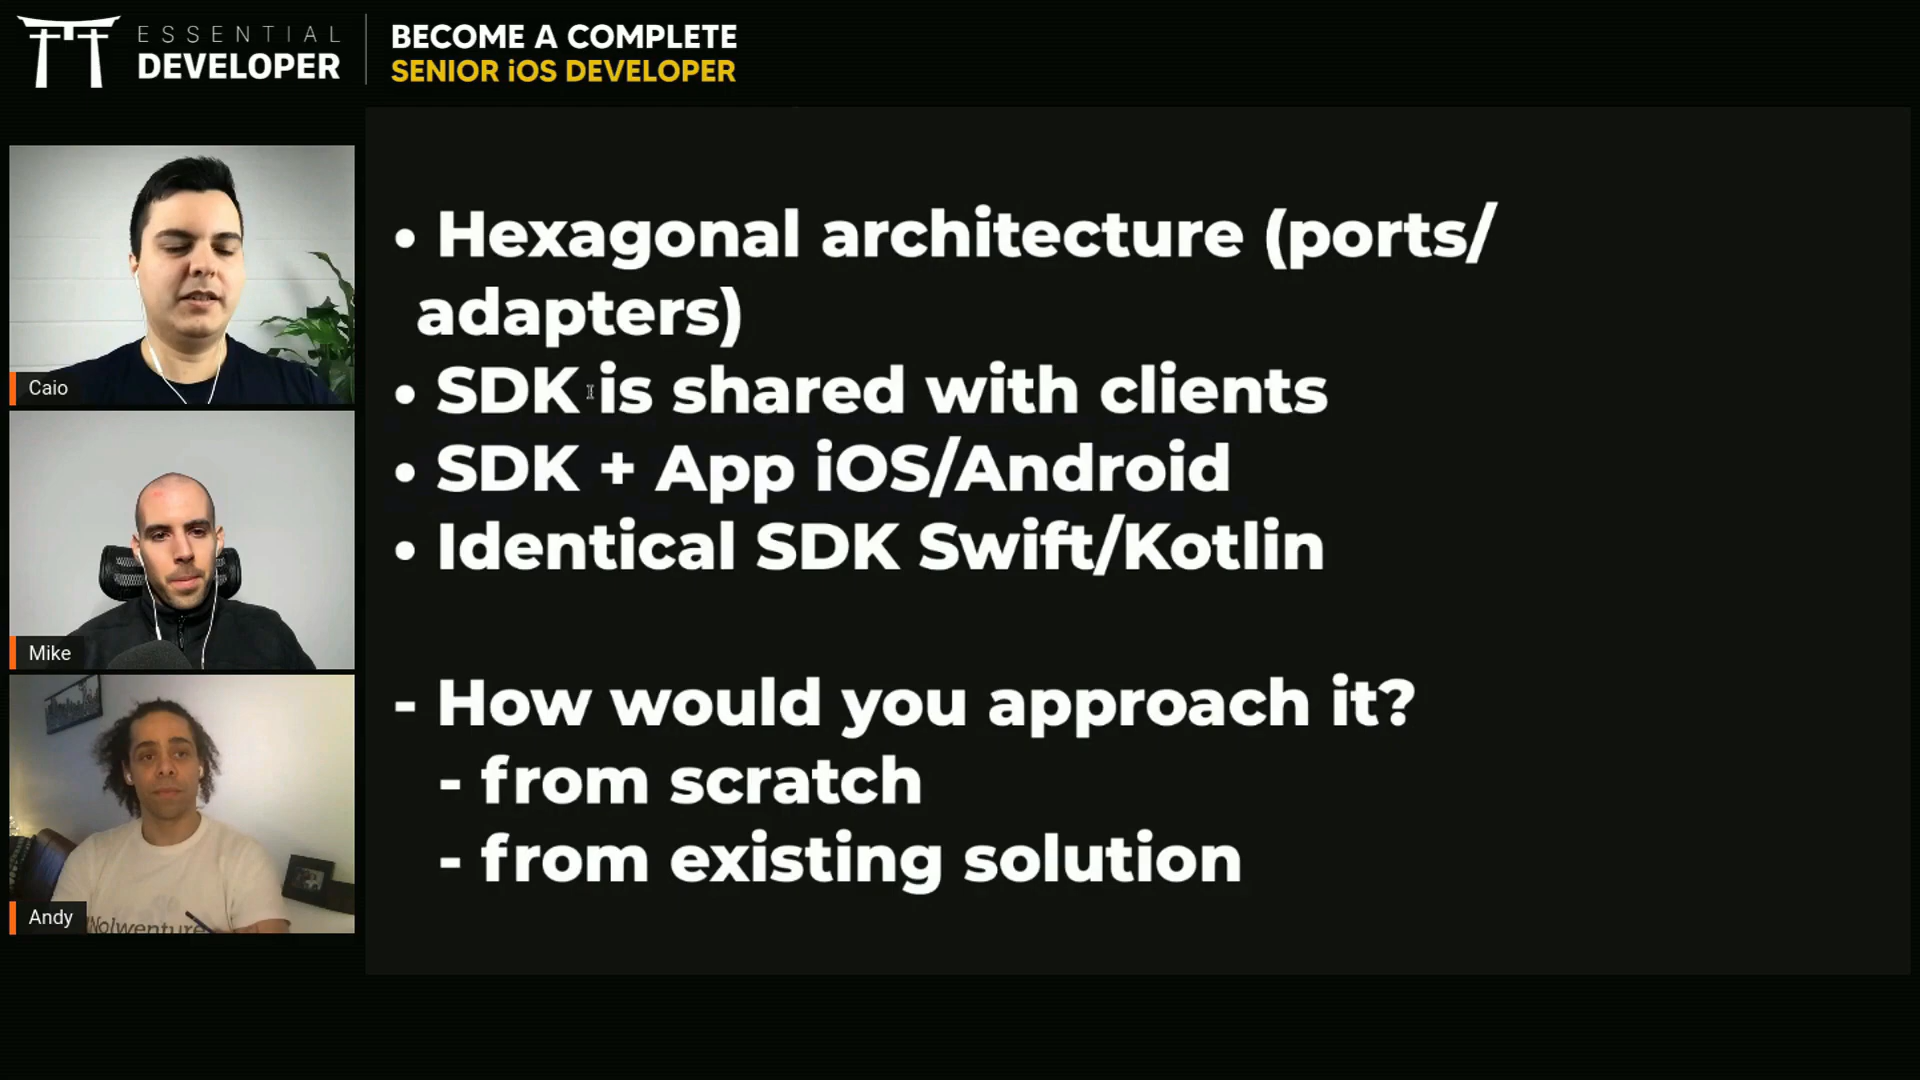 ESSENTIAL
DEVELOPER
BECOME A COMPLETE
SENIOR iOS DEVELOPER
• Hexagonal architecture (ports/
adapters)
• SDK is shared with clients
• SDK + App iOS/Android
• Identical SDK Swift/Kotlin
- How would you approach it?
- from scratch
- from existing solution
Caio
Mike
Andy